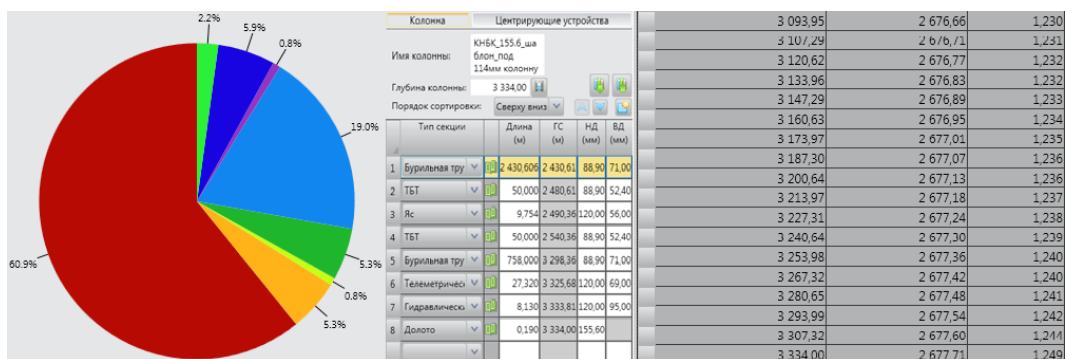 2.2%
5.9%
0.8%
19.0%
5.3%
0.8%
5.3%
60.9%
Колонна Центрирующие устройства
Имя колонны: КНБК_155.6_ша
блон_под
114мм колонну
Глубина колонны: 3 334,00
Порядок сортировки: Сверху вниз
Тип секции Длина (м) ГС (м) НД (мм) ВД (мм)
1 Бурильная тру 2 430,606 2 430,61 88,90 71,00
2 ТБТ 50,000 2 480,61 88,90 52,40
3 Яс 9,754 2 490,36 120,00 56,00
4 ТБТ 50,000 2 540,36 88,90 52,40
5 Бурильная тру 758,000 3 298,36 88,90 71,00
6 Телеметричес 27,320 3 325,68 120,00 69,00
7 Гидравлическ 8,130 3 333,81 120,00 95,00
8 Долото 0,190 3 334,00 155,60
3 093,95 2 676,66 1,230
3 107,29 2 676,71 1,231
3 120,62 2 676,77 1,232
3 133,96 2 676,83 1,232
3 147,29 2 676,89 1,233
3 160,63 2 676,95 1,234
3 173,97 2 677,01 1,235
3 187,30 2 677,07 1,236
3 200,64 2 677,13 1,236
3 213,97 2 677,18 1,237
3 227,31 2 677,24 1,238
3 240,64 2 677,30 1,239
3 253,98 2 677,36 1,240
3 267,32 2 677,42 1,240
3 280,65 2 677,48 1,241
3 293,99 2 677,54 1,242
3 307,32 2 677,60 1,244
3 334,00 2 677,71 1,249